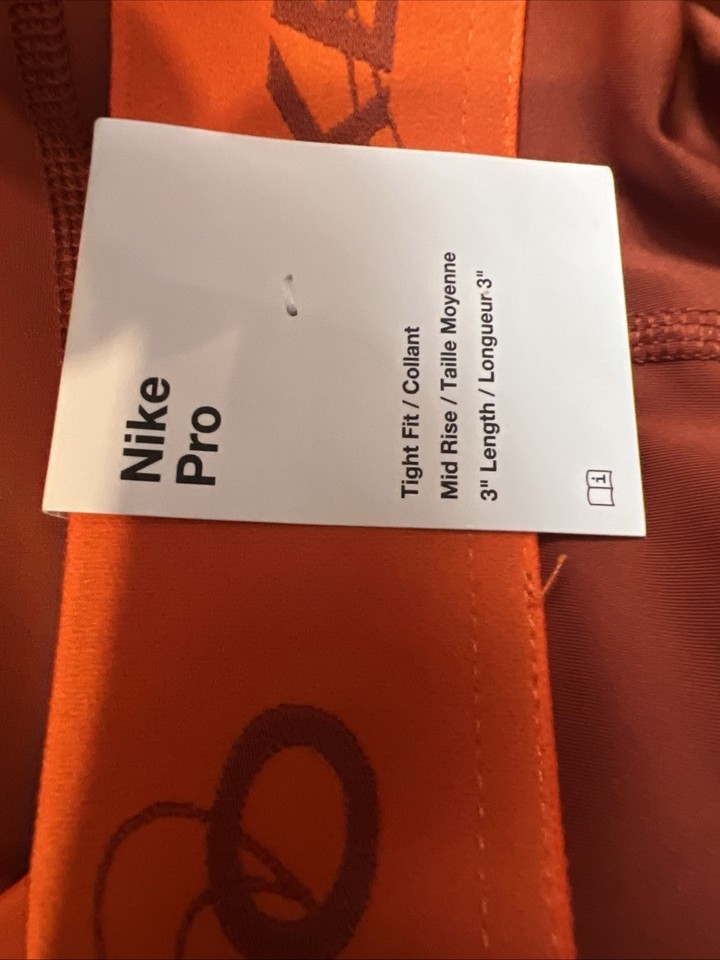 Nike
Pro
Tight Fit / Collant
Mid Rise / Taille Moyenne
3" Length / Longueur 3"
i